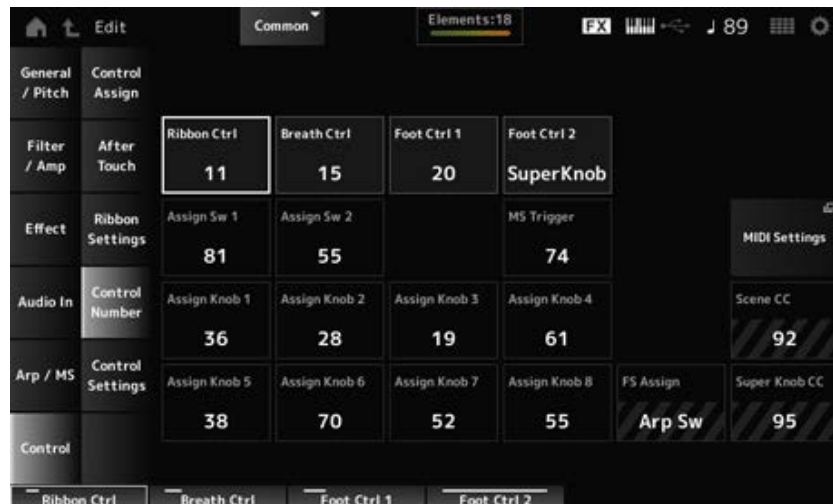 Edit
Common
Elements:18
FX
♩ 89
General / Pitch
Control Assign
Filter / Amp
After Touch
Ribbon Ctrl
Breath Ctrl
Foot Ctrl 1
Foot Ctrl 2
11
15
20
SuperKnob
Effect
Ribbon Settings
Assign Sw 1
Assign Sw 2
MS Trigger
MIDI Settings
81
55
74
Audio In
Control Number
Assign Knob 1
Assign Knob 2
Assign Knob 3
Assign Knob 4
Scene CC
36
28
19
61
92
Arp / MS
Control Settings
Assign Knob 5
Assign Knob 6
Assign Knob 7
Assign Knob 8
FS Assign
Super Knob CC
38
70
52
55
Arp Sw
95
Control
Ribbon Ctrl
Breath Ctrl
Foot Ctrl 1
Foot Ctrl 2